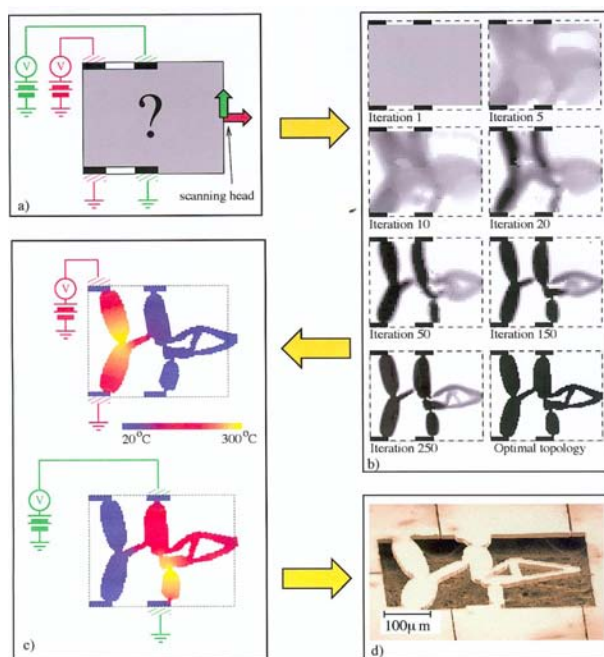 V
V
?
scanning head
a)
Iteration 1
Iteration 5
Iteration 10
Iteration 20
Iteration 50
Iteration 150
Iteration 250
Optimal topology
b)
V
20°C
300°C
V
c)
100μ m
d)